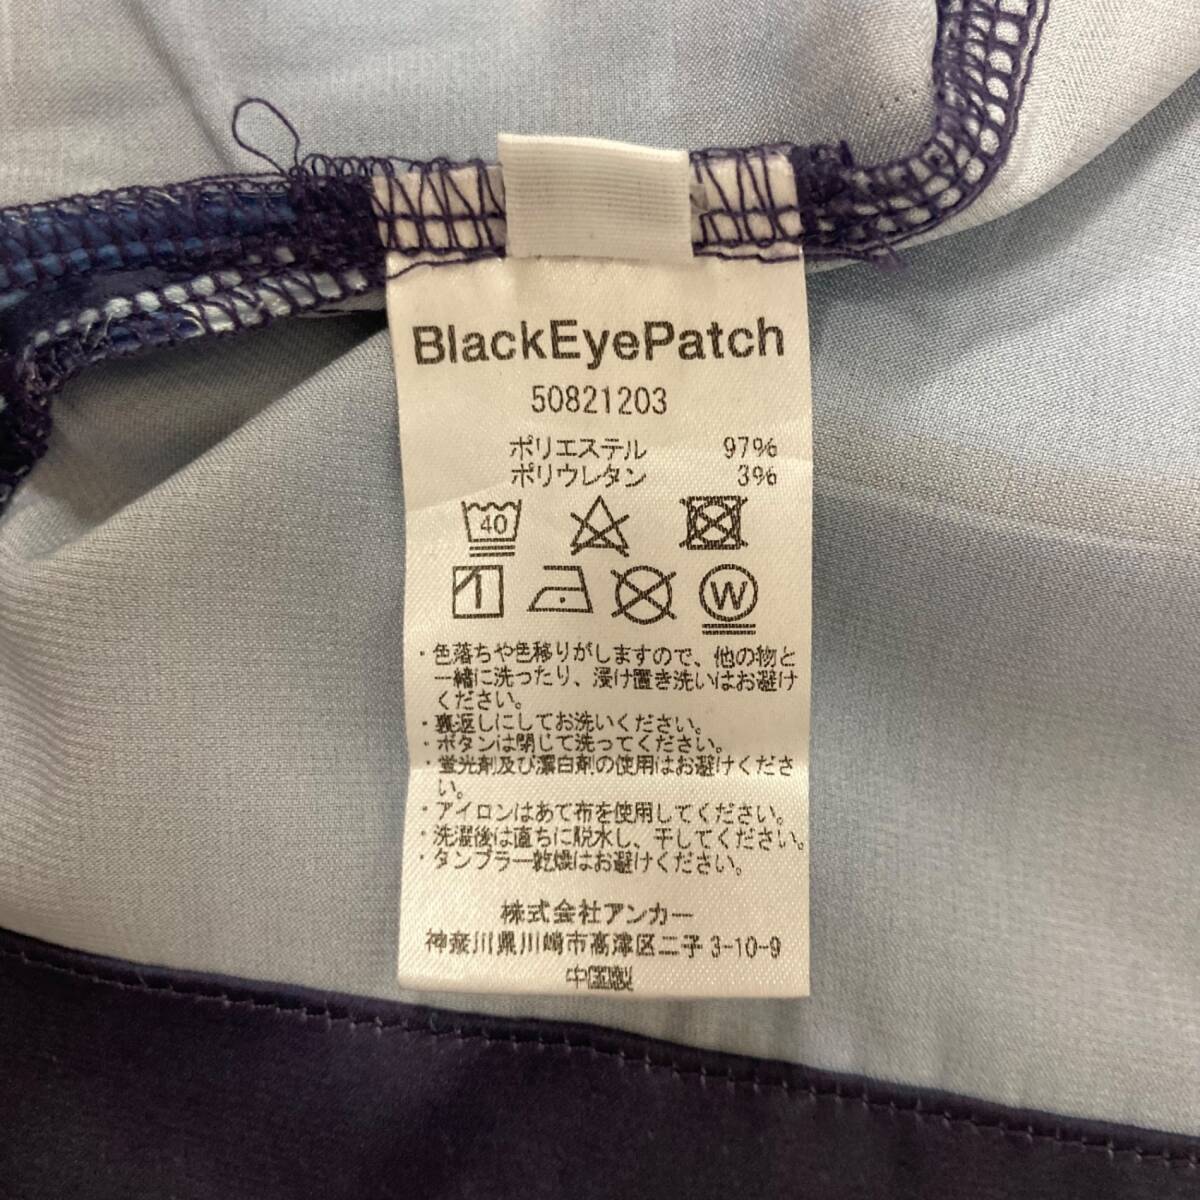 BlackEyePatch
50821203
ポリエステル 97%
ポリウレタン 3%
40
W
・色落ちや色移りがしますので、他の物と
一緒に洗ったり、浸け置き洗いはお避け
ください。
・裏返しにしてお洗いください。
・ボタンは閉じて洗ってください。
・蛍光剤及び漂白剤の使用はお避けくださ
い。
・アイロンはあて布を使用してください。
・洗濯後は直ちに脱水し、干してください。
・タンブラー乾燥はお避けください。
株式会社アンカー
神奈川県川崎市高津区二子 3-10-9
中国製